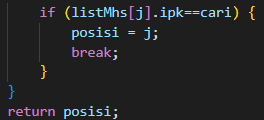 if (listMhs[j].ipk==cari) {
posisi = j;
break;
}
}
return posisi;